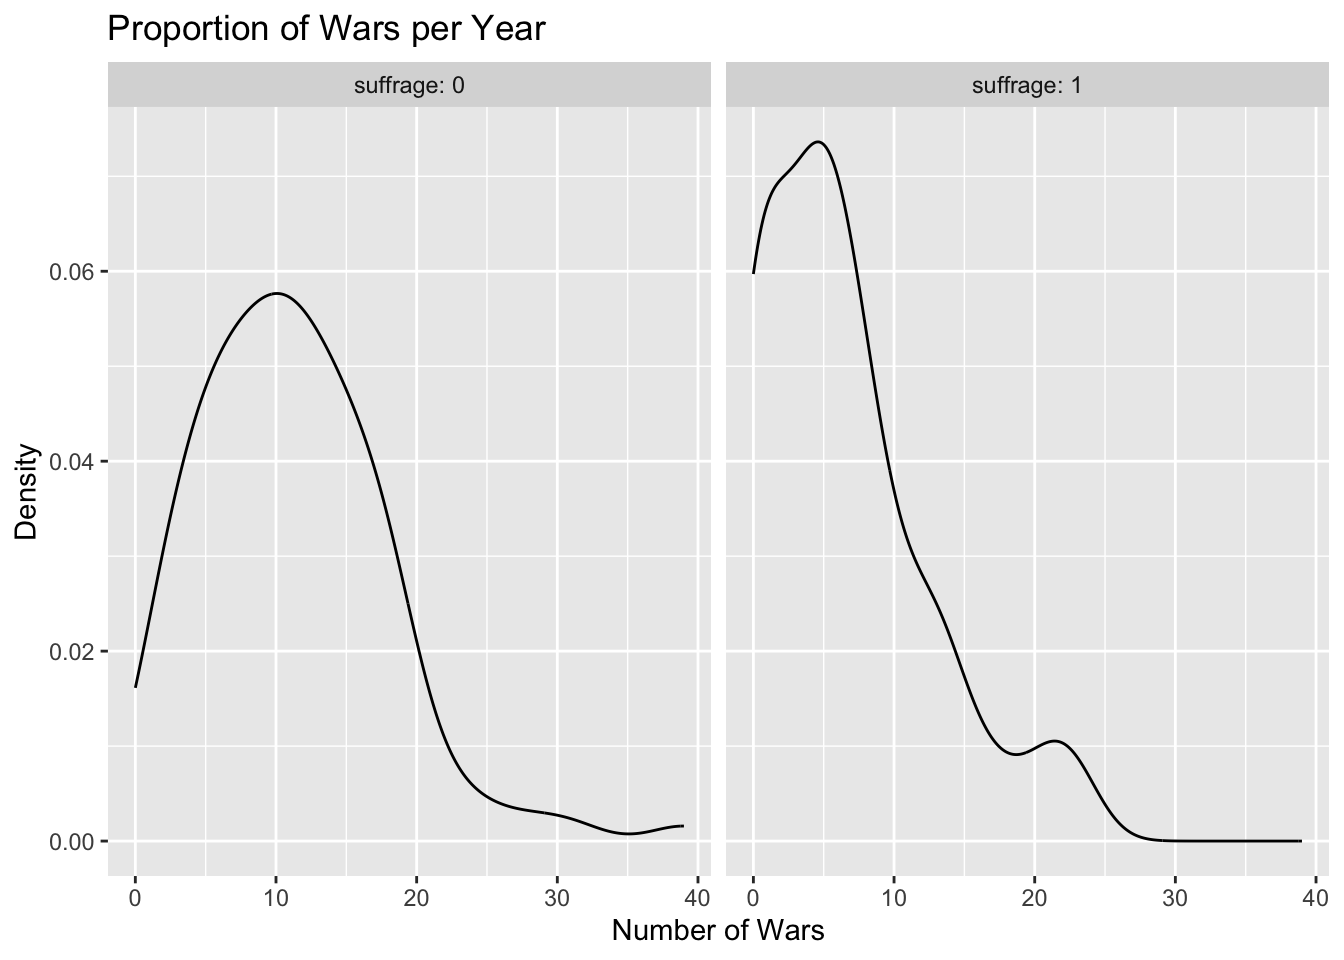 Proportion of Wars per Year
suffrage: 0
suffrage: 1
0.06
0.04
0.02
0.00
Density
0 10 20 30 40
0 10 20 30 40
Number of Wars